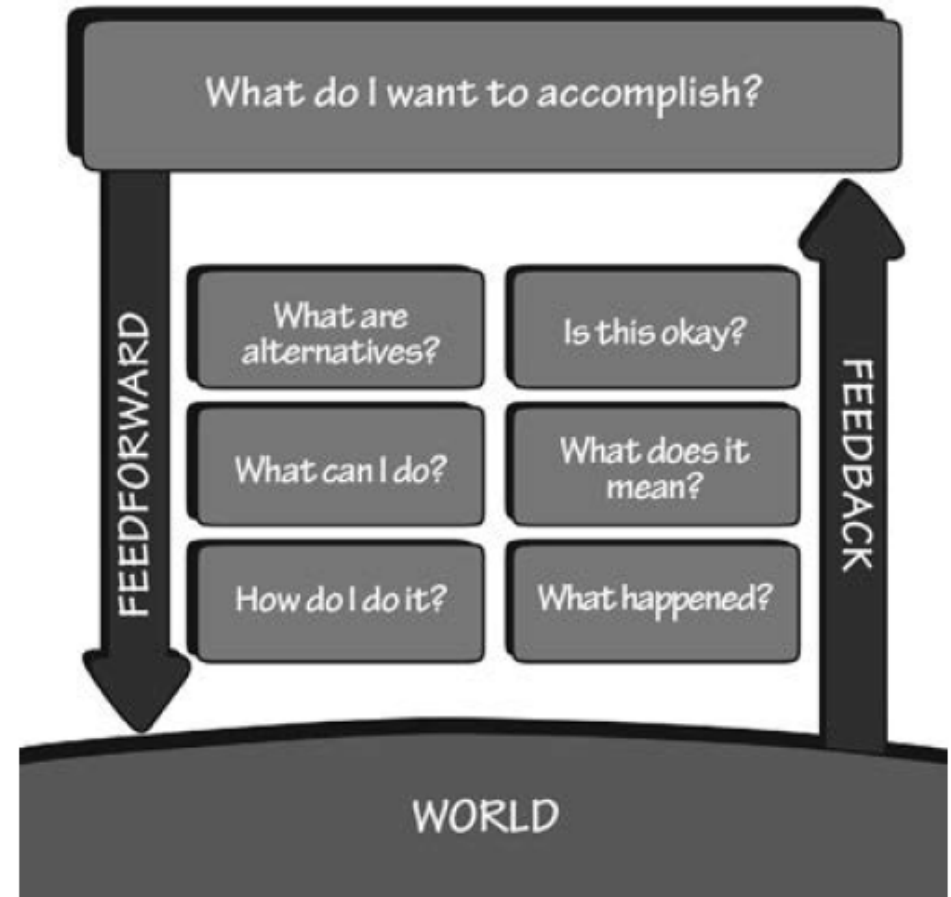 What do I want to accomplish?
FEEDFORWARD
What are
alternatives?
What can I do?
How do I do it?
Is this okay?
What does it
mean?
What happened?
FEEDBACK
WORLD